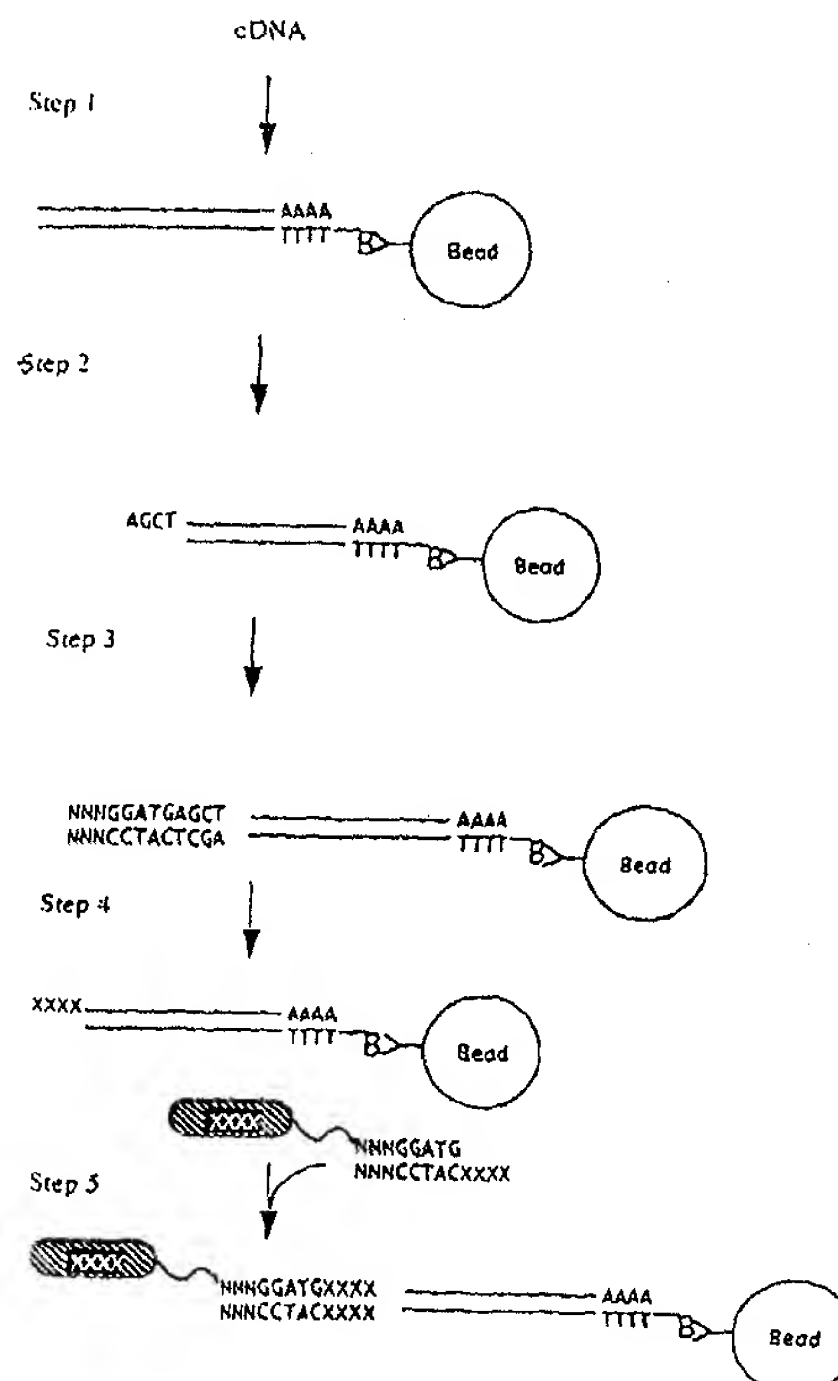 cDNA
Step 1
AAAA
TTTT
B
Bead
Step 2
AGCT
AAAA
TTTT
B
Bead
Step 3
NNNGGATGAGCT
NNNCCTACTCGA
AAAA
TTTT
B
Bead
Step 4
XXXX
AAAA
TTTT
B
Bead
XXXX
NNNGGATG
NNNCCTACXXXX
Step 5
XXXX
NNNGGATGXXXX
NNNCCTACXXXX
AAAA
TTTT
B
Bead